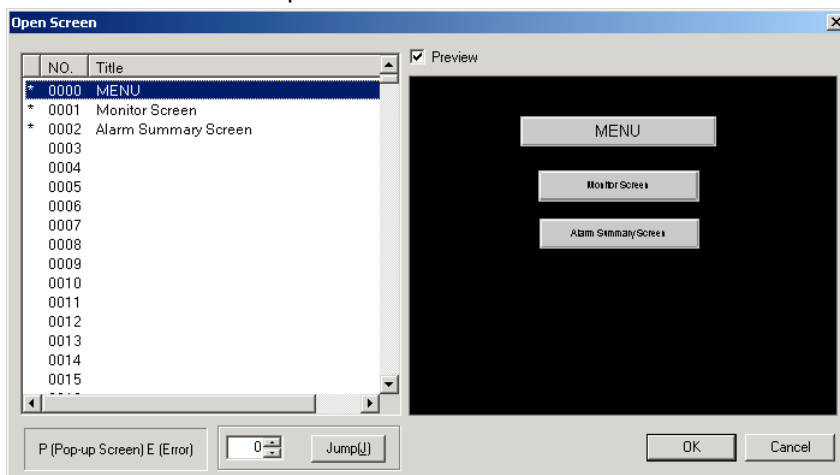 Open Screen
Preview
NO. Title
* 0000 MENU
* 0001 Monitor Screen
* 0002 Alarm Summary Screen
0003
0004
0005
0006
0007
0008
0009
0010
0011
0012
0013
0014
0015
MENU
Monitor Screen
Alarm Summary Screen
P (Pop-up Screen) E (Error)
0
Jump(J)
OK
Cancel